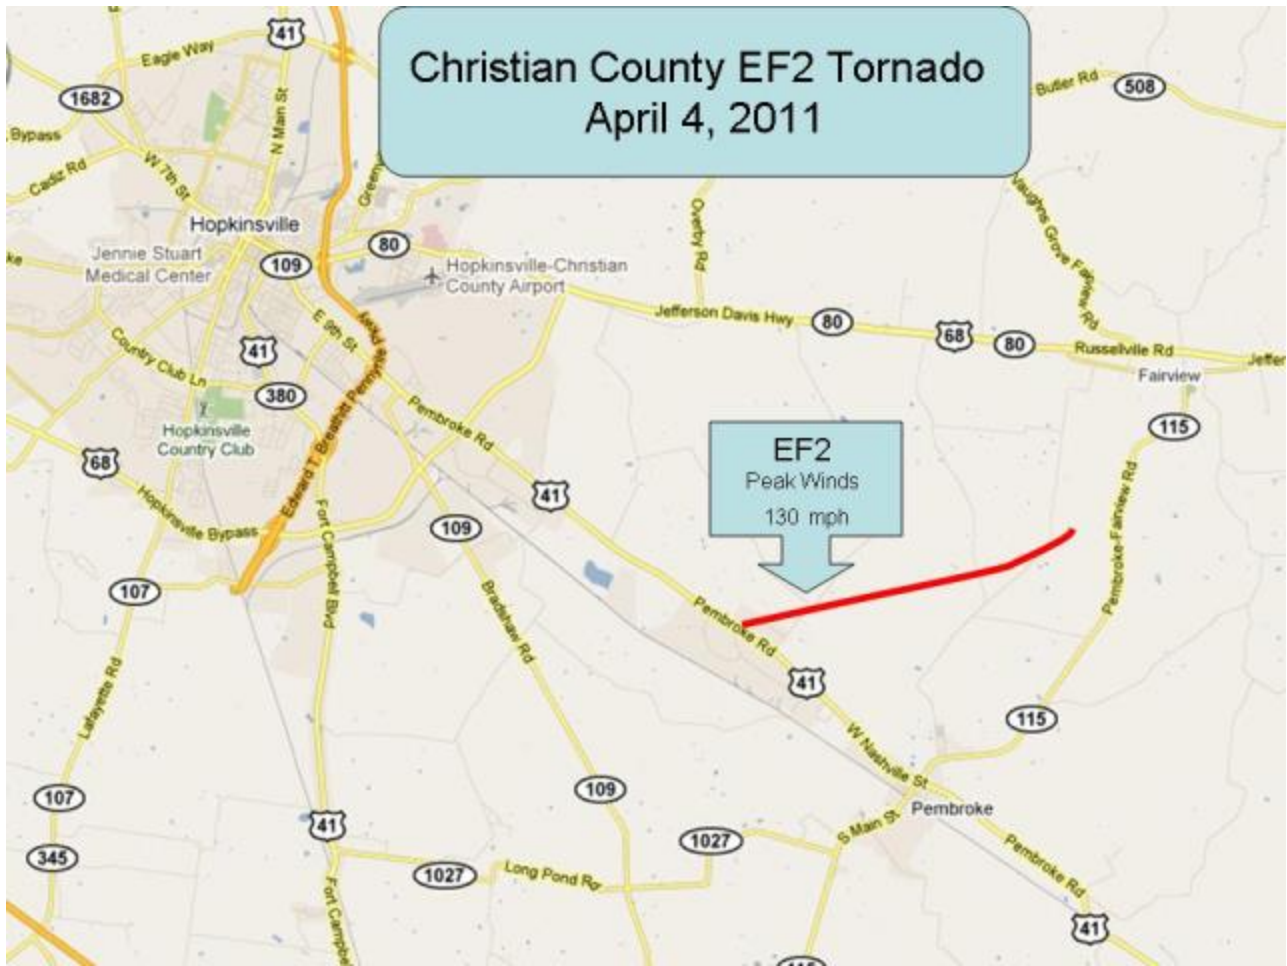 Christian County EF2 Tornado
April 4, 2011
41
Eagle Way
1682
Bypass
Cadiz Rd
W 7th St
N Main St
Butler Rd
508
Vaughns Grove Fairview Rd
Overby Rd
Hopkinsville
80
Jennie Stuart
Medical Center
109
Hopkinsville-Christian
County Airport
Jefferson Davis Hwy
80
68
80
Russellville Rd
Fairview
E 9th St
41
Country Club Ln
380
Hopkinsville
Country Club
Pembroke Rd
115
68
EF2
Peak Winds
130 mph
Hopkinsville Bypass
Edward T. Breathitt
41
109
Fort Campbell Blvd
Pembroke-Fairview Rd
107
Bradshaw Rd
Pembroke Rd
41
Lafayette Rd
115
W Nashville St
107
109
Pembroke
41
S Main St
345
1027
1027
Long Pond Rd
Pembroke Rd
Fort Campbe
41